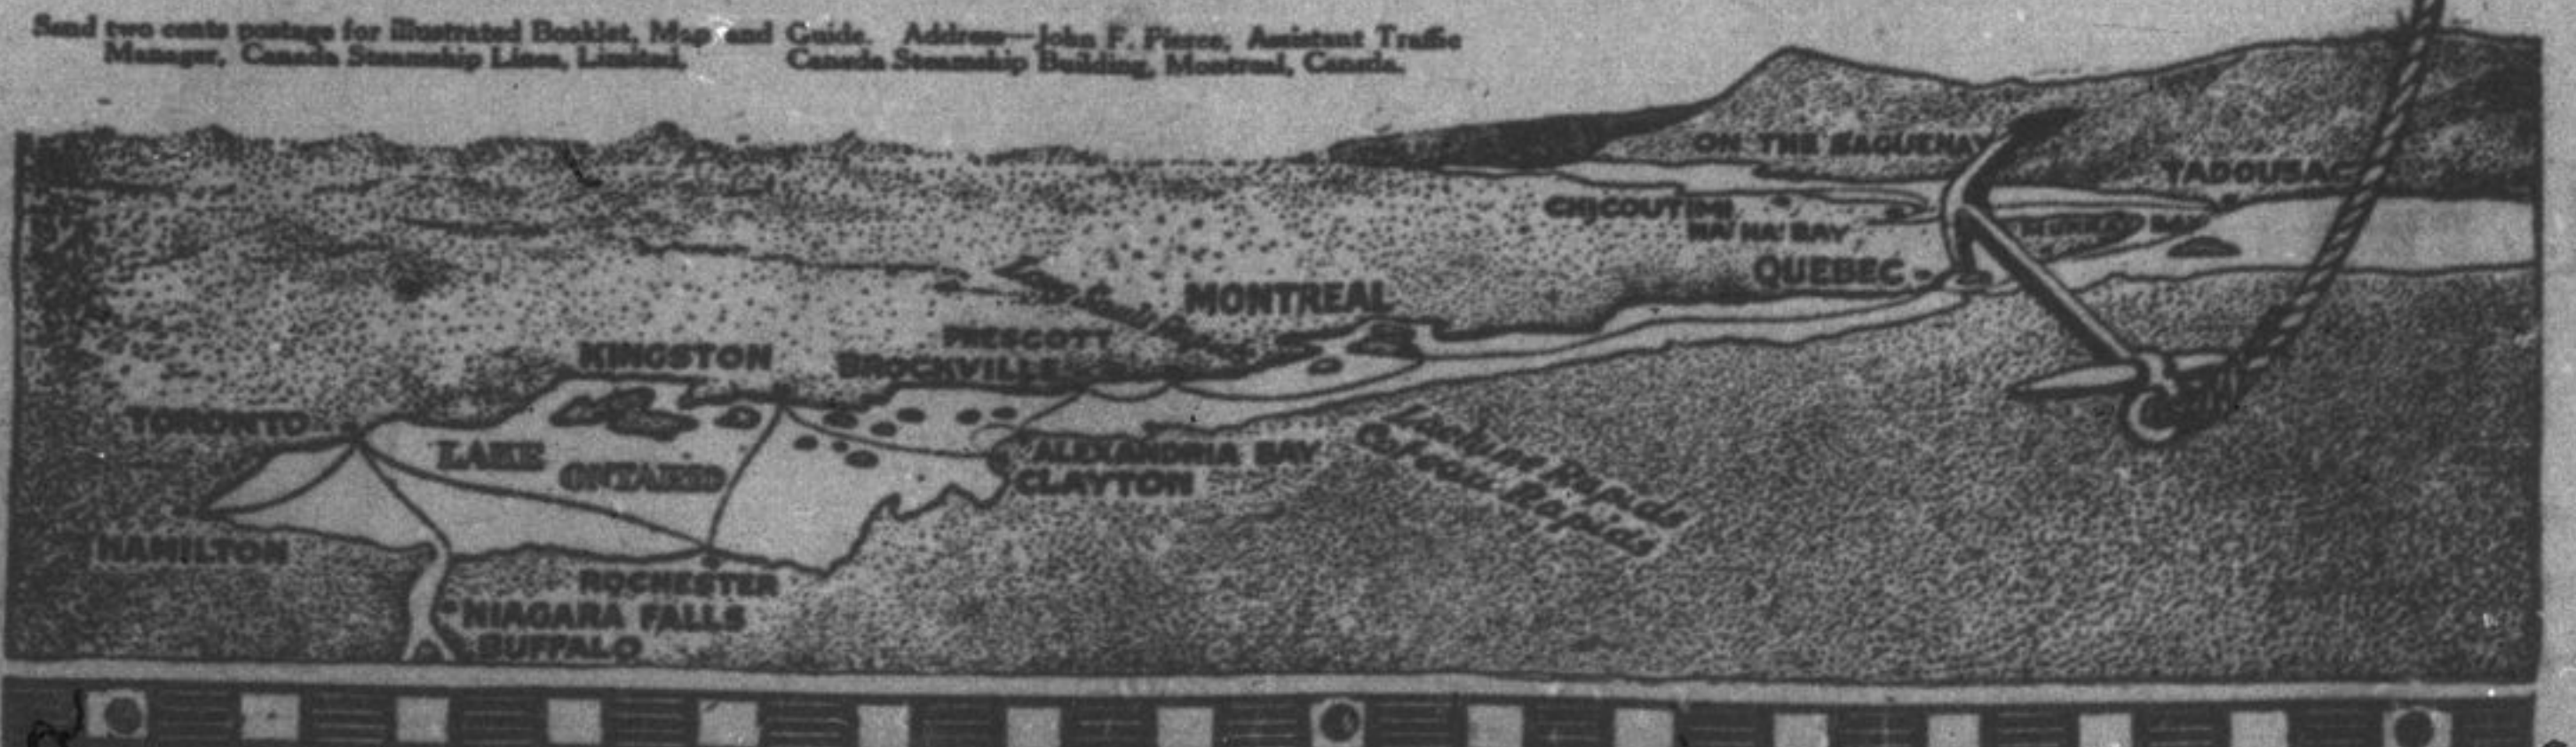 Send two cents postage for Illustrated Booklet, Map and Guide. Address—John F. Pierce, Assistant Traffic
Manager, Canada Steamship Lines, Limited, Canada Steamship Building, Montreal, Canada.
ON THE SAGUENAY
TADOUSAC
CHICOUTIMI
HA! HA! BAY
MURRAY BAY
QUEBEC
MONTREAL
PRESCOTT
KINGSTON
BROCKVILLE
TORONTO
LAKE
ONTARIO
ALEXANDRIA BAY
CLAYTON
Lachine Rapids
Coteau Rapids
HAMILTON
ROCHESTER
NIAGARA FALLS
BUFFALO